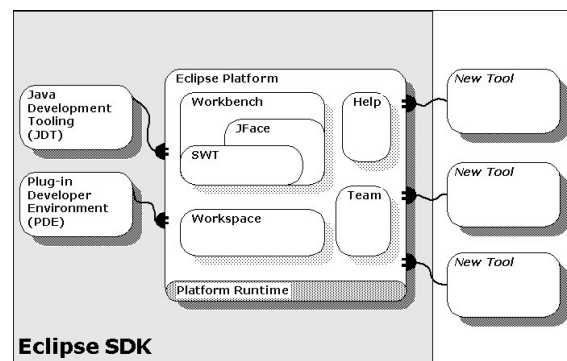 Eclipse Platform
Java
Development
Tooling
(JDT)
Workbench
JFace
SWT
Help
New Tool
Plug-in
Developer
Environment
(PDE)
Workspace
Team
New Tool
New Tool
Platform Runtime
Eclipse SDK